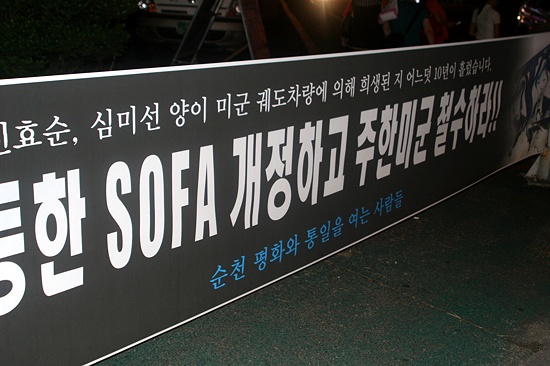 신효순, 심미선 양이 미군 궤도차량에 의해 희생된 지 어느덧 10년이 흘렀습니다.
등한 SOFA 개정하고 주한미군 철수하라!!
순천 평화와 통일을 여는 사람들